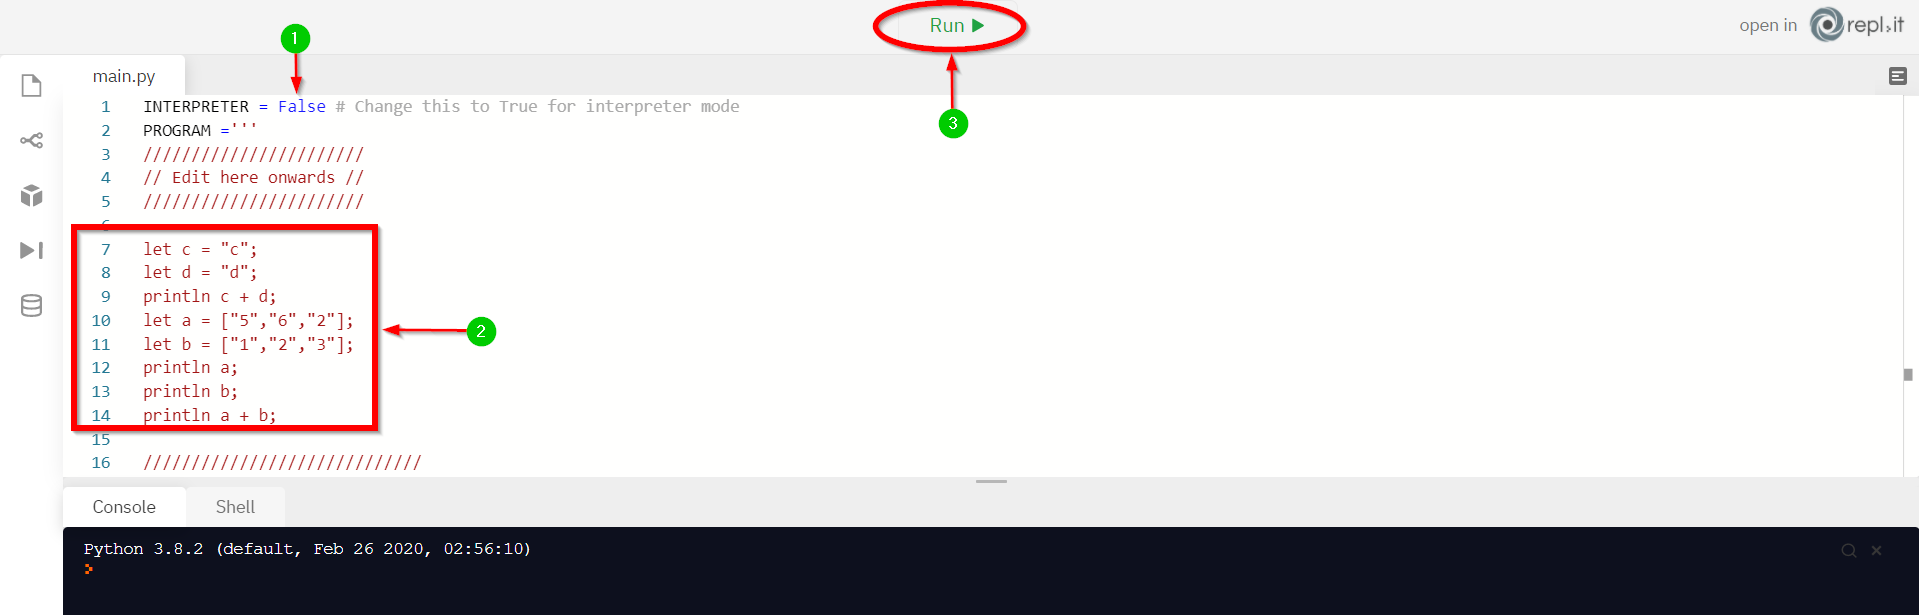 1
Run
open in repl.it
main.py
1 INTERPRETER = False # Change this to True for interpreter mode
2 PROGRAM ='''
3 ///////////////////////
4 // Edit here onwards //
5 ///////////////////////
3
6
7 let c = "c";
8 let d = "d";
9 println c + d;
10 let a = ["5","6","2"];
11 let b = ["1","2","3"];
2
12 println a;
13 println b;
14 println a + b;
15
16 /////////////////////////////
Console Shell
Python 3.8.2 (default, Feb 26 2020, 02:56:10)